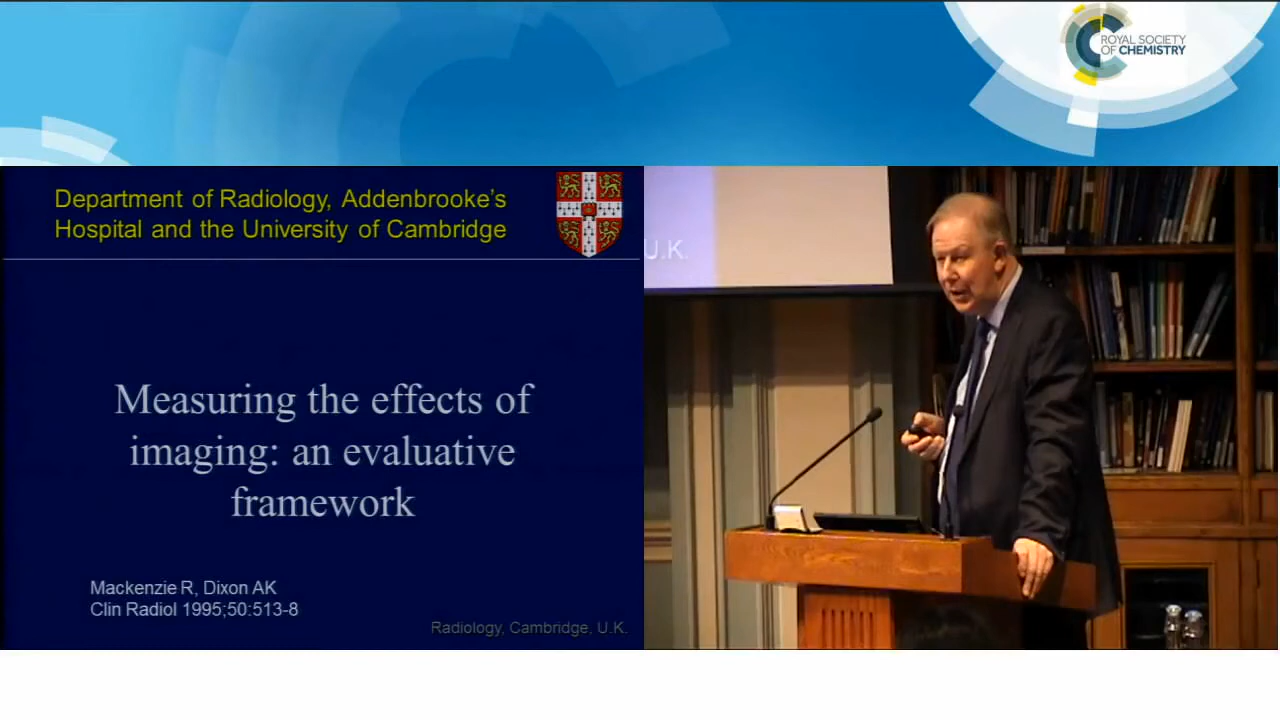 ROYAL SOCIETY
OF CHEMISTRY
Department of Radiology, Addenbrooke’s
Hospital and the University of Cambridge
Measuring the effects of
imaging: an evaluative
framework
Mackenzie R, Dixon AK
Clin Radiol 1995;50:513-8
Radiology, Cambridge, U.K.
U.K.